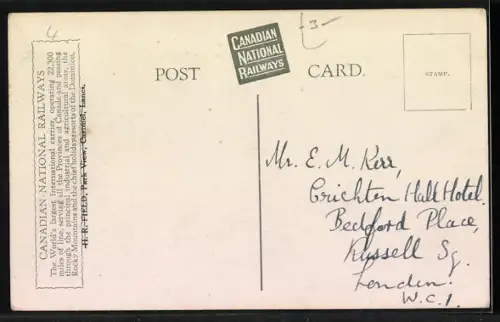 4
-3-
CANADIAN
NATIONAL
RAILWAYS
POST CARD.
STAMP.
CANADIAN NATIONAL RAILWAYS
The World's largest International carrier, operating 22,300
miles of line, serving all the Provinces of Canada and passing
through the principal industrial and agricultural areas, the
Rocky Mountains and the chief holiday resorts of the Dominion.
H. R. FIELD, Park View, Cartmel, Lancs.
Mr. E. M. Kerr,
Crichten Hall Hotel.
Bedford Place,
Russell Sq.
London.
W.C.1.